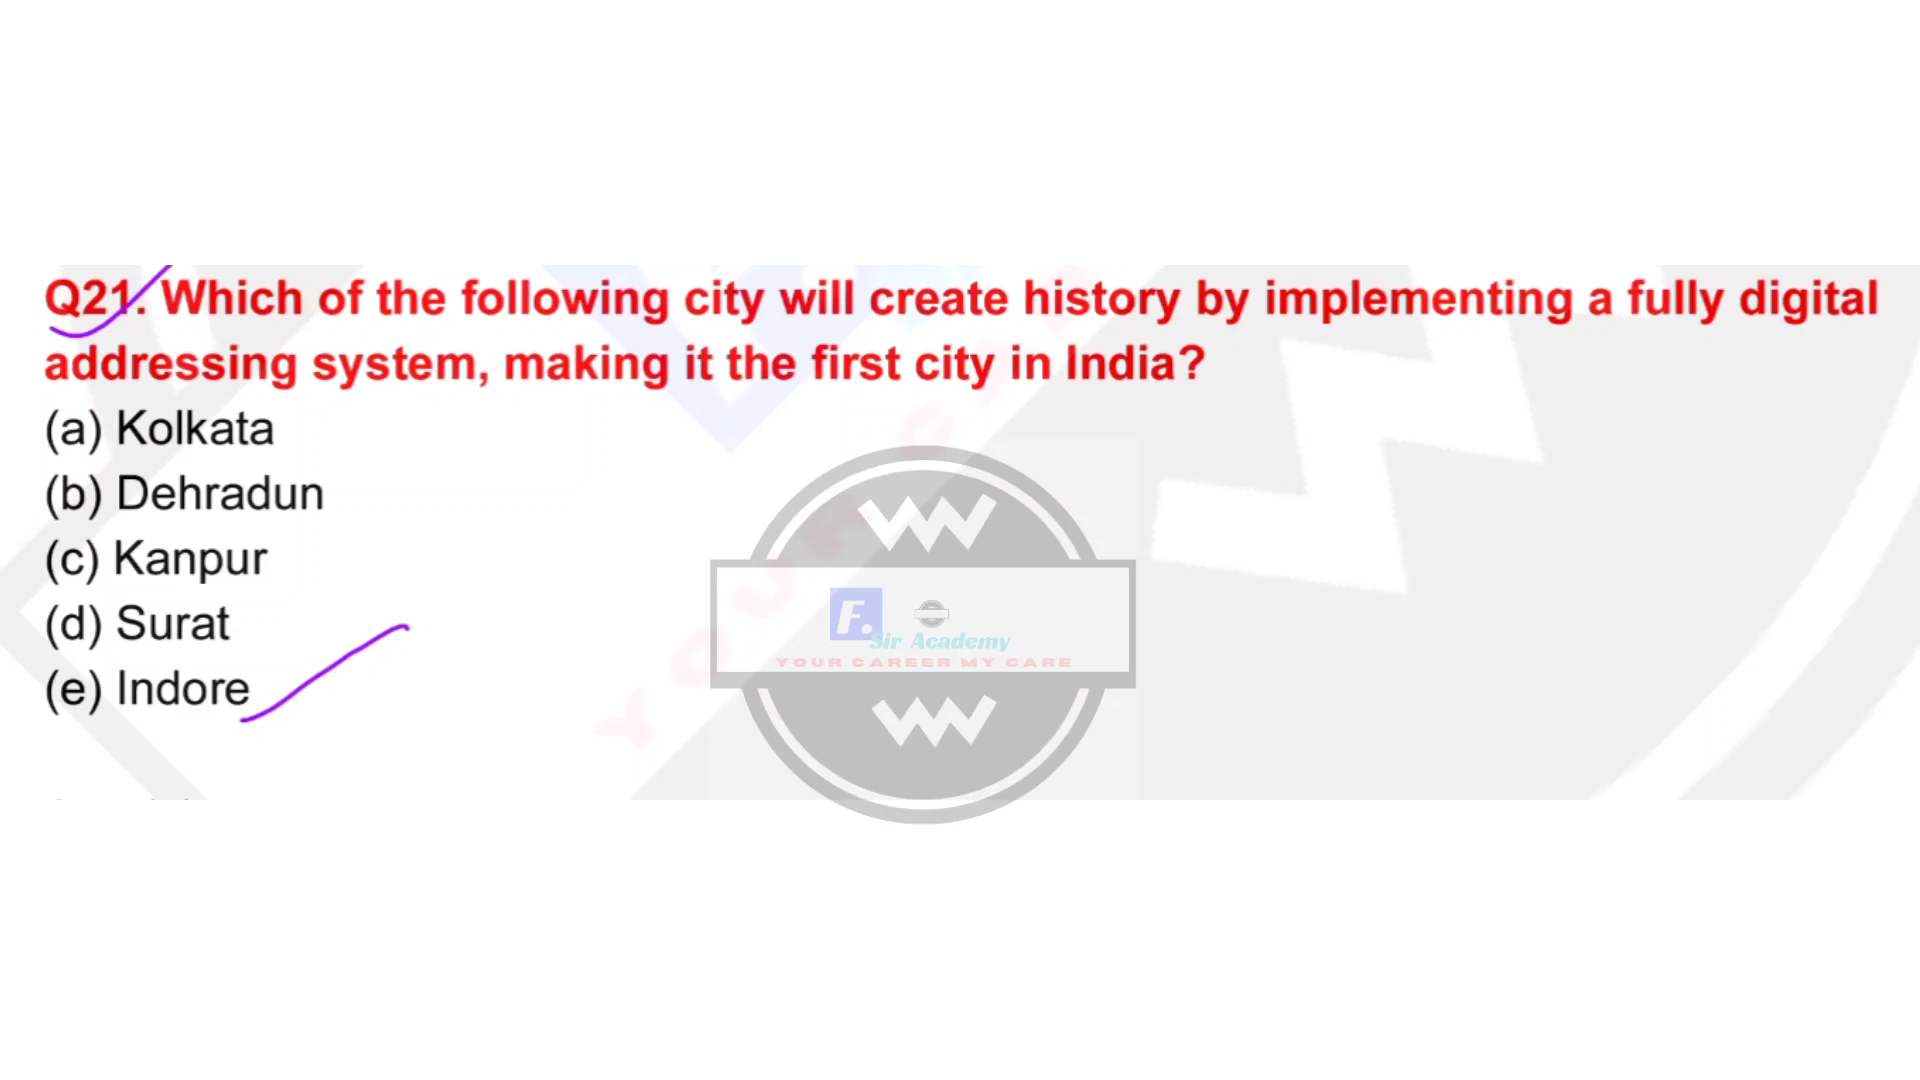 Q21. Which of the following city will create history by implementing a fully digital
addressing system, making it the first city in India?
(a) Kolkata
(b) Dehradun
(c) Kanpur
(d) Surat
(e) Indore
F.
Sir Academy
YOUR CAREER MY CARE